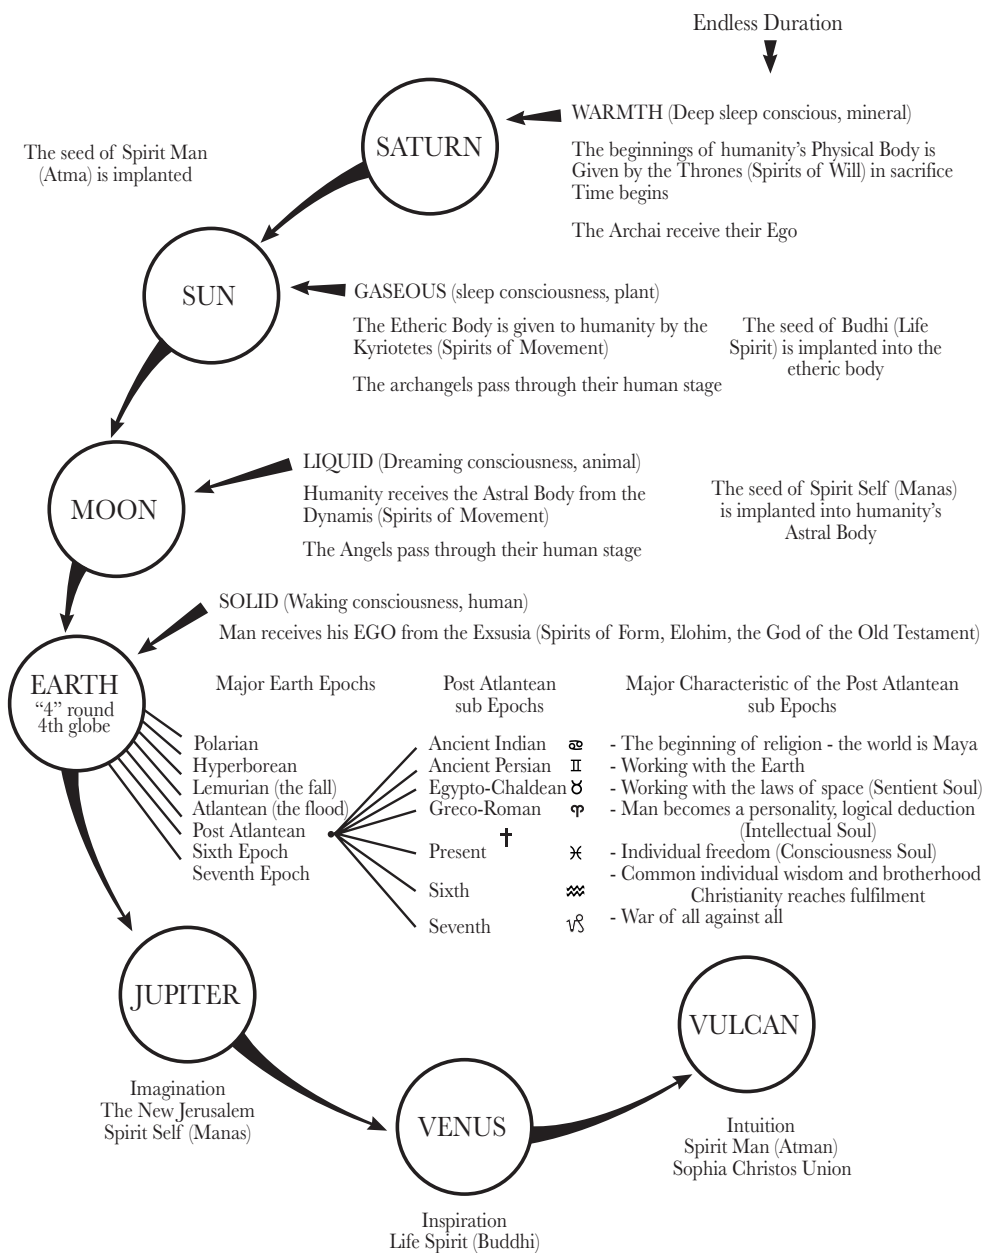 Endless Duration
SATURN
WARMTH (Deep sleep conscious, mineral)
The seed of Spirit Man
(Atma) is implanted
The beginnings of humanity's Physical Body is
Given by the Thrones (Spirits of Will) in sacrifice
Time begins
The Archai receive their Ego
SUN
GASEOUS (sleep consciousness, plant)
The Etheric Body is given to humanity by the
Kyriotetes (Spirits of Movement)
The seed of Budhi (Life
Spirit) is implanted into the
etheric body
The archangels pass through their human stage
MOON
LIQUID (Dreaming consciousness, animal)
Humanity receives the Astral Body from the
Dynamis (Spirits of Movement)
The seed of Spirit Self (Manas)
is implanted into humanity's
Astral Body
The Angels pass through their human stage
SOLID (Waking consciousness, human)
Man receives his EGO from the Exsusia (Spirits of Form, Elohim, the God of the Old Testament)
EARTH
“4” round
4th globe
Major Earth Epochs
Polarian
Hyperborean
Lemurian (the fall)
Atlantean (the flood)
Post Atlantean
Sixth Epoch
Seventh Epoch
Post Atlantean
sub Epochs
Major Characteristic of the Post Atlantean
sub Epochs
Ancient Indian ♋ - The beginning of religion - the world is Maya
Ancient Persian ♊ - Working with the Earth
Egypto-Chaldean ♉ - Working with the laws of space (Sentient Soul)
Greco-Roman ♈ - Man becomes a personality, logical deduction
(Intellectual Soul)
✝
Present ♓ - Individual freedom (Consciousness Soul)
Sixth ♒ - Common individual wisdom and brotherhood
Christianity reaches fulfilment
Seventh ♑ - War of all against all
JUPITER
Imagination
The New Jerusalem
Spirit Self (Manas)
VENUS
Inspiration
Life Spirit (Buddhi)
VULCAN
Intuition
Spirit Man (Atman)
Sophia Christos Union